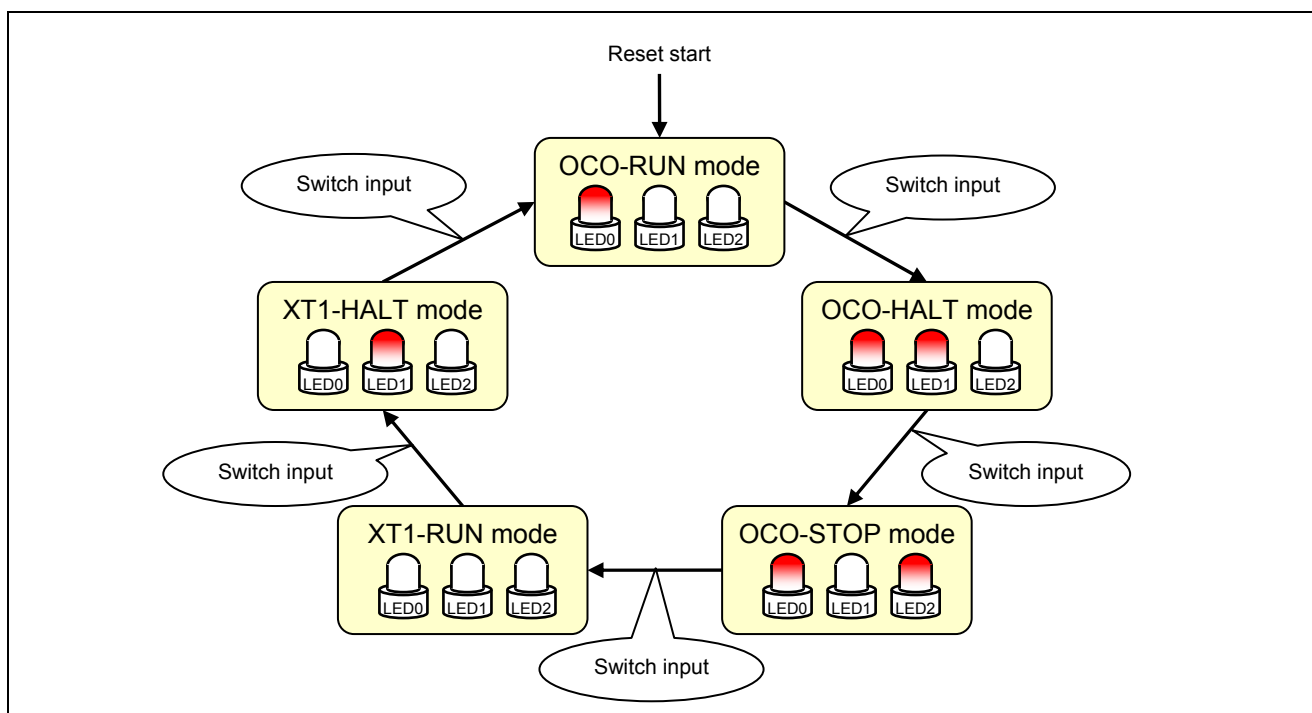 Reset start
OCO-RUN mode
LED0 LED1 LED2
Switch input
Switch input
XT1-HALT mode
LED0 LED1 LED2
OCO-HALT mode
LED0 LED1 LED2
Switch input
Switch input
XT1-RUN mode
LED0 LED1 LED2
OCO-STOP mode
LED0 LED1 LED2
Switch input